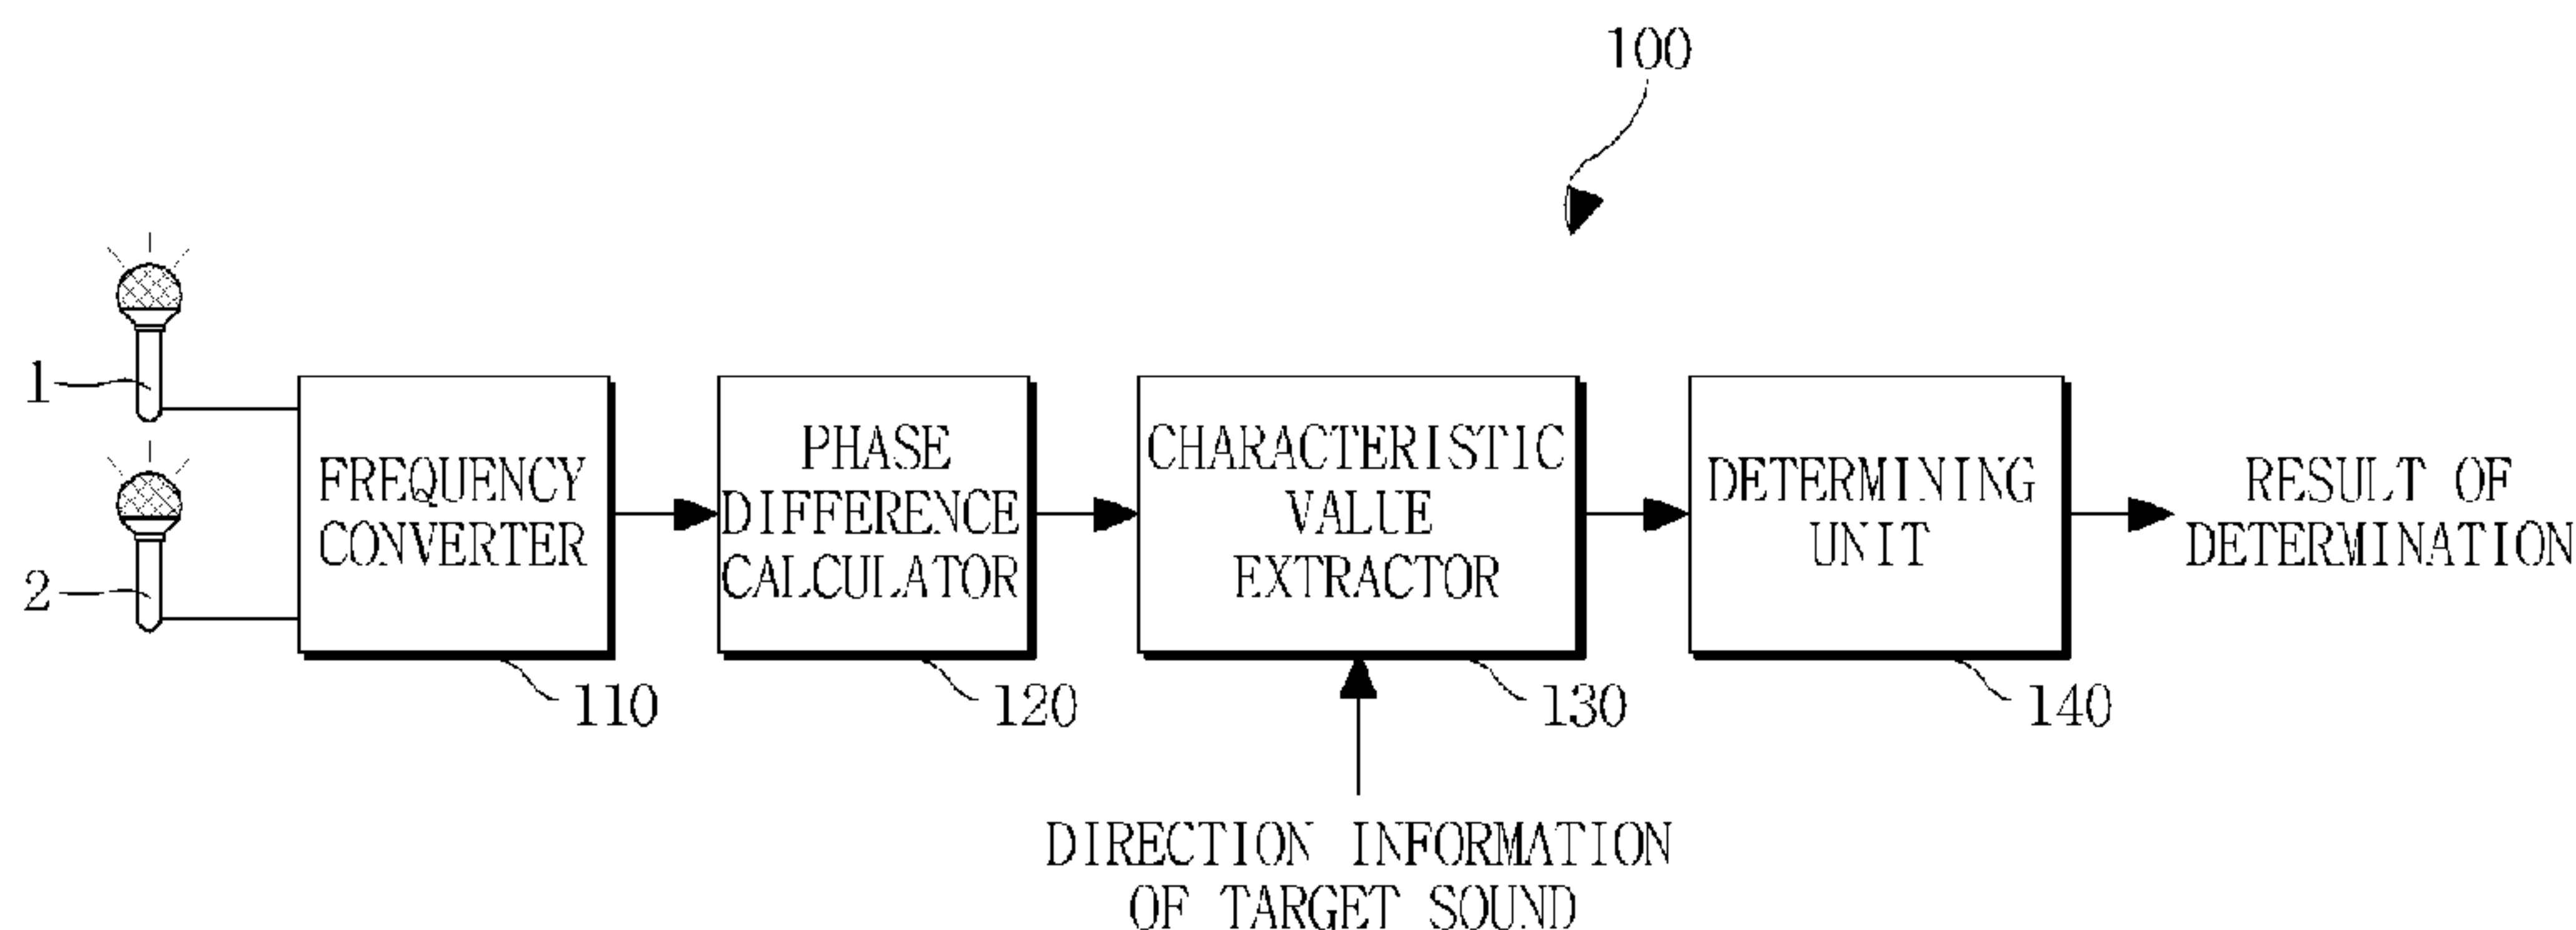 100
1
2
FREQUENCY
CONVERTER
110
PHASE
DIFFERENCE
CALCULATOR
120
CHARACTERISTIC
VALUE
EXTRACTOR
130
DETERMINING
UNIT
140
RESULT OF
DETERMINATION
DIRECTION INFORMATION
OF TARGET SOUND